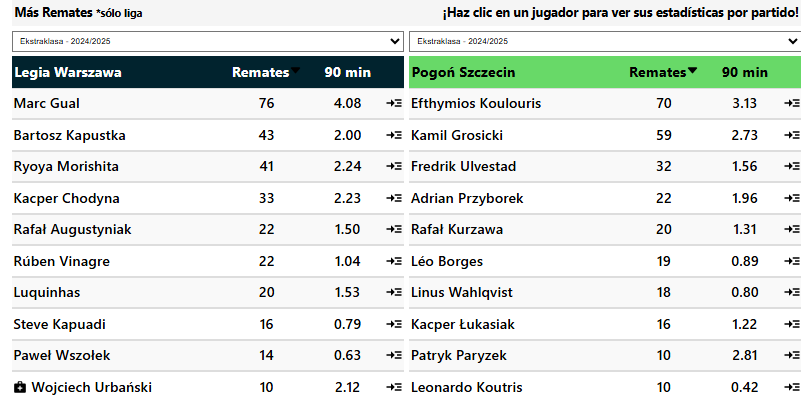 Más Remates *sólo liga
¡Haz clic en un jugador para ver sus estadísticas por partido!
Ekstraklasa - 2024/2025
Legia Warszawa Remates 90 min
Marc Gual 76 4.08
Bartosz Kapustka 43 2.00
Ryoya Morishita 41 2.24
Kacper Chodyna 33 2.23
Rafał Augustyniak 22 1.50
Rúben Vinagre 22 1.04
Luquinhas 20 1.53
Steve Kapuadi 16 0.79
Paweł Wszołek 14 0.63
Wojciech Urbański 10 2.12
Ekstraklasa - 2024/2025
Pogoń Szczecin Remates 90 min
Efthymios Koulouris 70 3.13
Kamil Grosicki 59 2.73
Fredrik Ulvestad 32 1.56
Adrian Przyborek 22 1.96
Rafał Kurzawa 20 1.31
Léo Borges 19 0.89
Linus Wahlqvist 18 0.80
Kacper Łukasiak 16 1.22
Patryk Paryzek 10 2.81
Leonardo Koutris 10 0.42